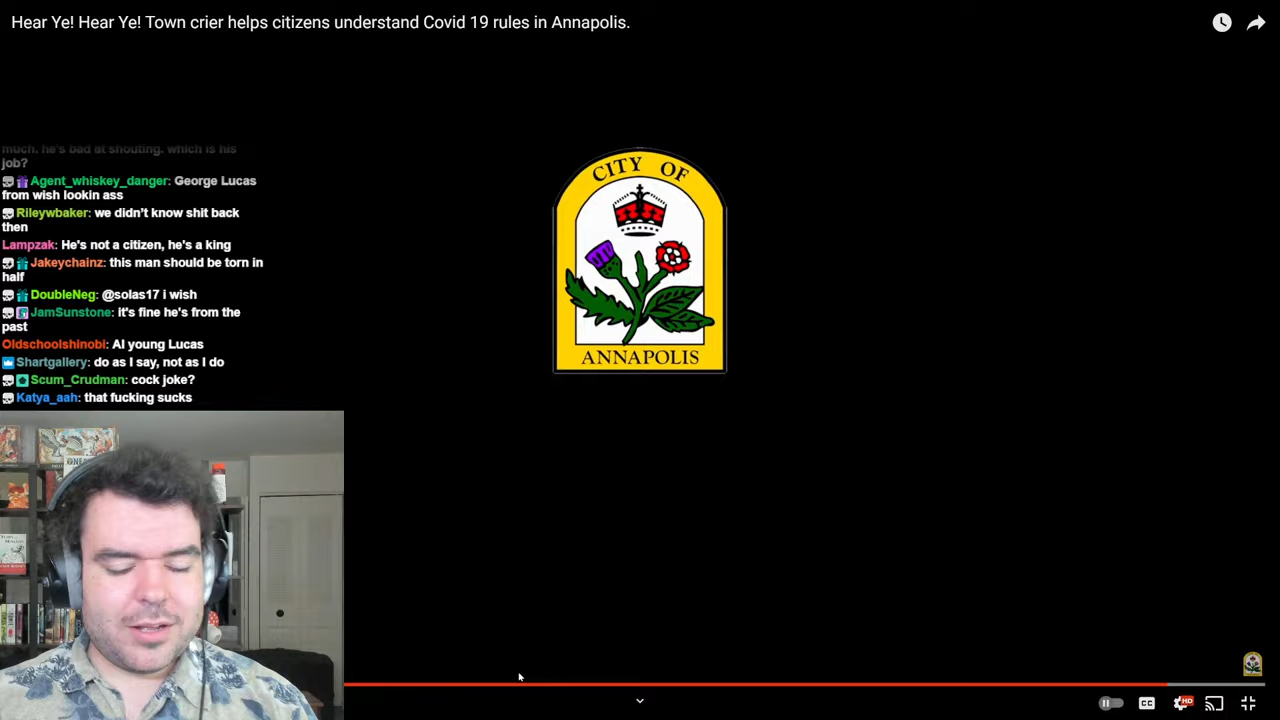 Hear Ye! Hear Ye! Town crier helps citizens understand Covid 19 rules in Annapolis.
much. he's bad at shouting. which is his
job?
Agent_whiskey_danger: George Lucas
from wish lookin ass
Rileywbaker: we didn't know shit back
then
Lampzak: He's not a citizen, he's a king
Jakeychainz: this man should be torn in
half
DoubleNeg: @solas17 i wish
JamSunstone: it's fine he's from the
past
Oldschoolshinobi: AI young Lucas
Shartgallery: do as I say, not as I do
Scum_Crudman: cock joke?
Katya_aah: that fucking sucks
CITY OF
ANNAPOLIS
CC
HD